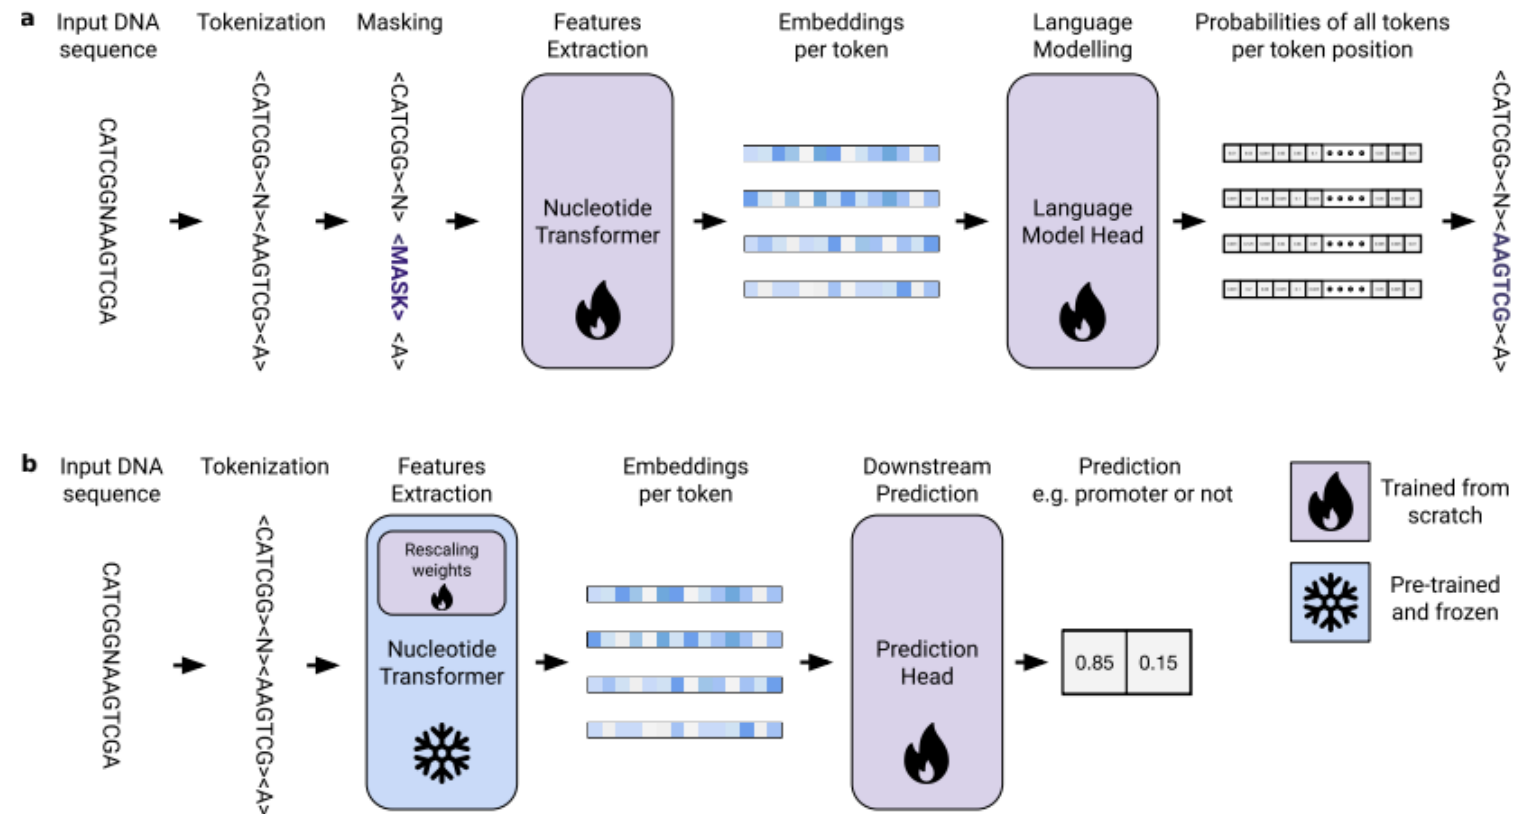 a
Input DNA
sequence
Tokenization
Masking
Features
Extraction
Embeddings
per token
Language
Modelling
Probabilities of all tokens
per token position
CATCGGNAAGTCGA
<CATCGG><N><AAGTCG><A>
<CATCGG><N> <MASK> <A>
Nucleotide
Transformer
Language
Model Head
<CATCGG><N><AAGTCG><A>
b
Input DNA
sequence
Tokenization
Features
Extraction
Embeddings
per token
Downstream
Prediction
Prediction
e.g. promoter or not
CATCGGNAAGTCGA
<CATCGG><N><AAGTCG><A>
Rescaling
weights
Nucleotide
Transformer
Prediction
Head
0.85 0.15
Trained from
scratch
Pre-trained
and frozen